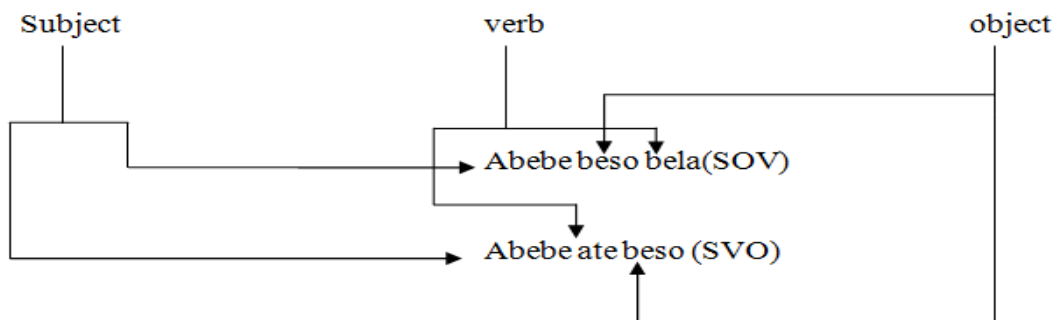 Subject verb object
Abebe beso bela(SOV)
Abebe ate beso (SVO)